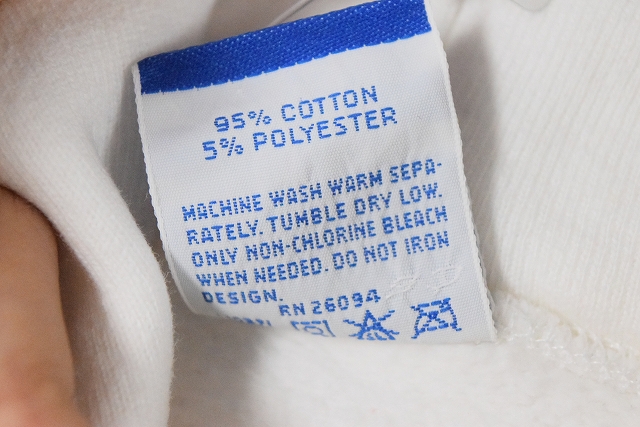 95% COTTON
5% POLYESTER
MACHINE WASH WARM SEPA-
RATELY. TUMBLE DRY LOW.
ONLY NON-CHLORINE BLEACH
WHEN NEEDED. DO NOT IRON
DESIGN.
RN 26094